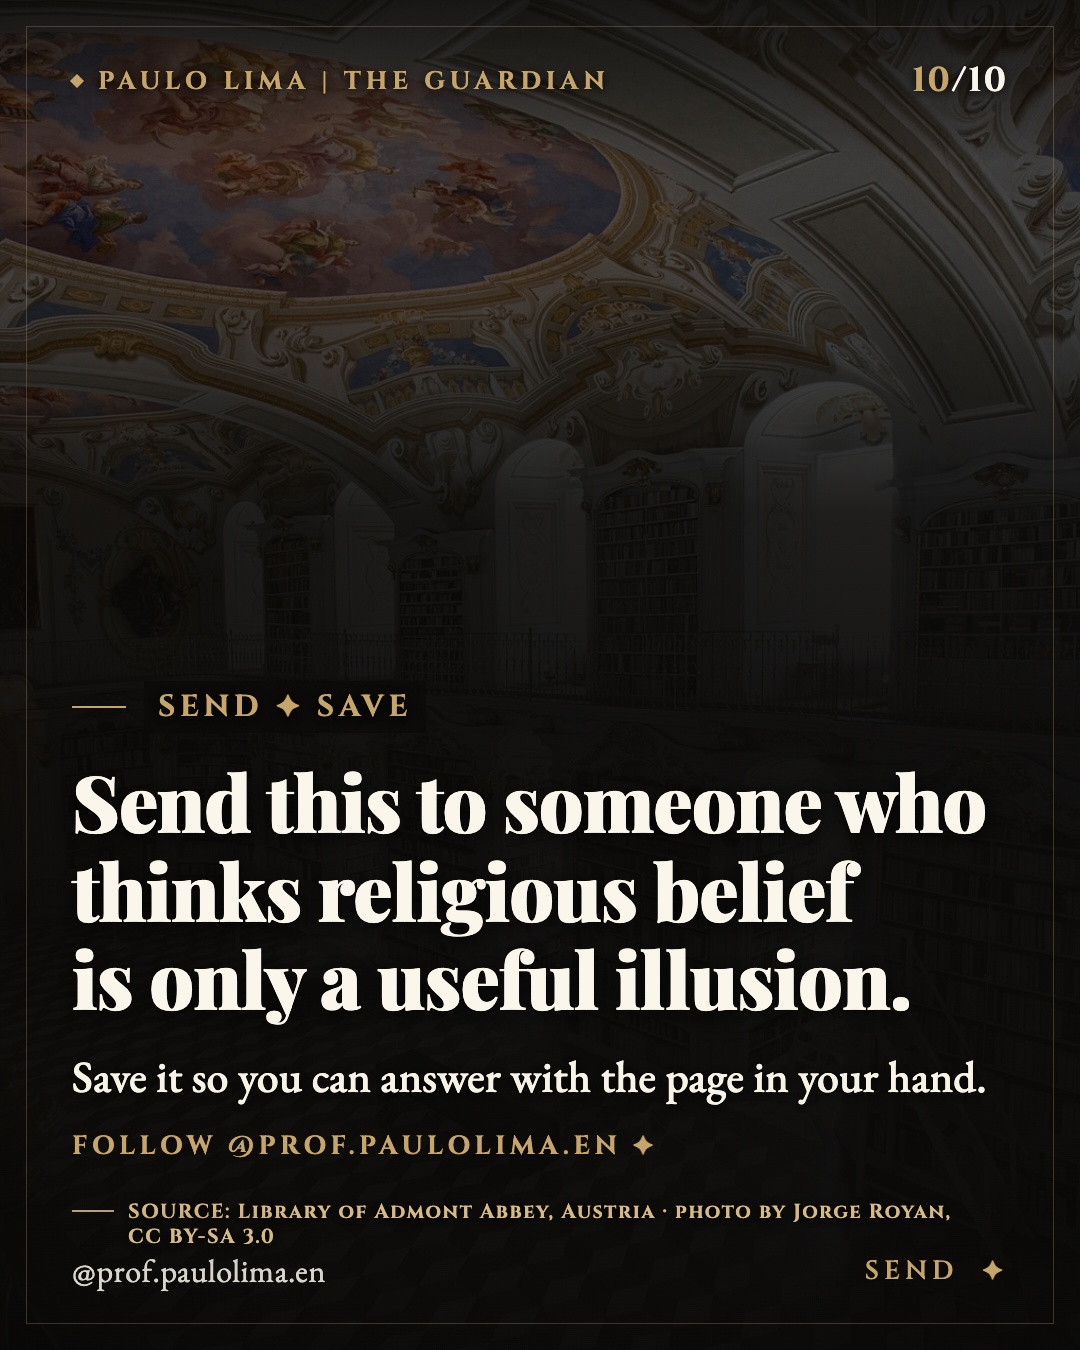 ◆ PAULO LIMA | THE GUARDIAN
10/10
SEND ✦ SAVE
Send this to someone who
thinks religious belief
is only a useful illusion.
Save it so you can answer with the page in your hand.
FOLLOW @PROF.PAULOLIMA.EN ✦
SOURCE: Library of Admont Abbey, Austria · photo by Jorge Royan,
CC BY-SA 3.0
@prof.paulolima.en
SEND ✦